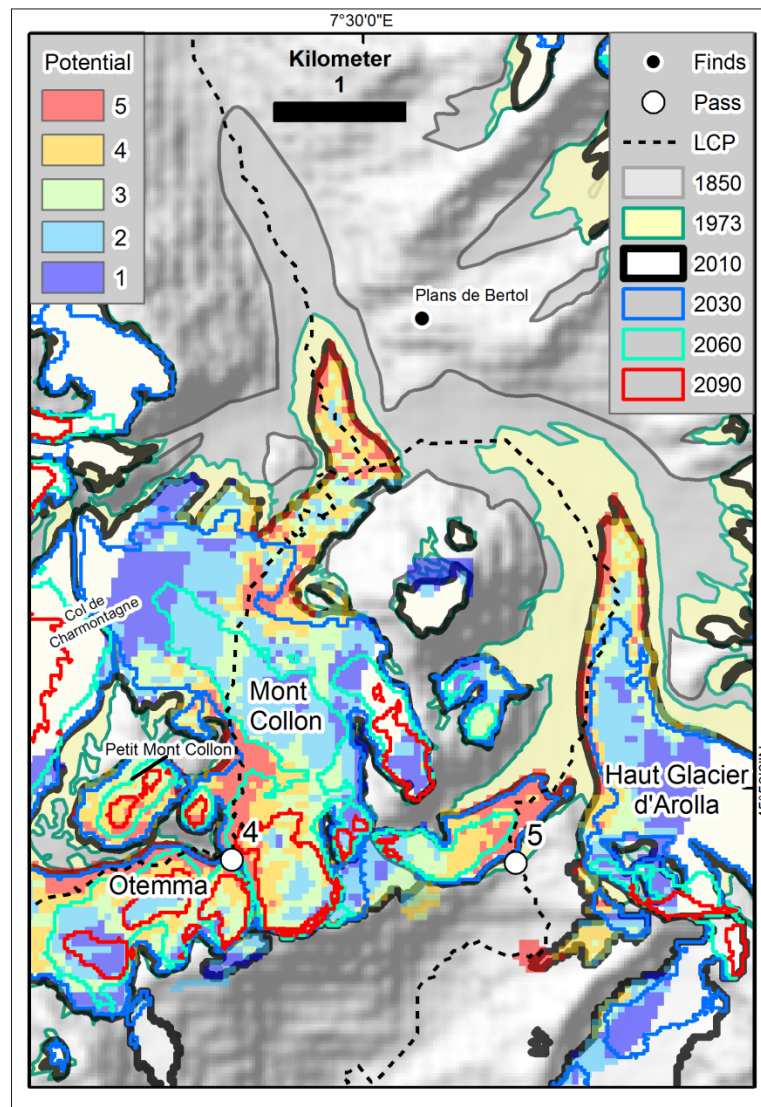 7°30'0"E
Potential
5
4
3
2
1
Kilometer
1
Finds
Pass
LCP
1850
1973
2010
2030
2060
2090
Plans de Bertol
Col de
Charmontagne
Mont
Collon
Petit Mont Collon
Haut Glacier
d'Arolla
4
5
Otemma